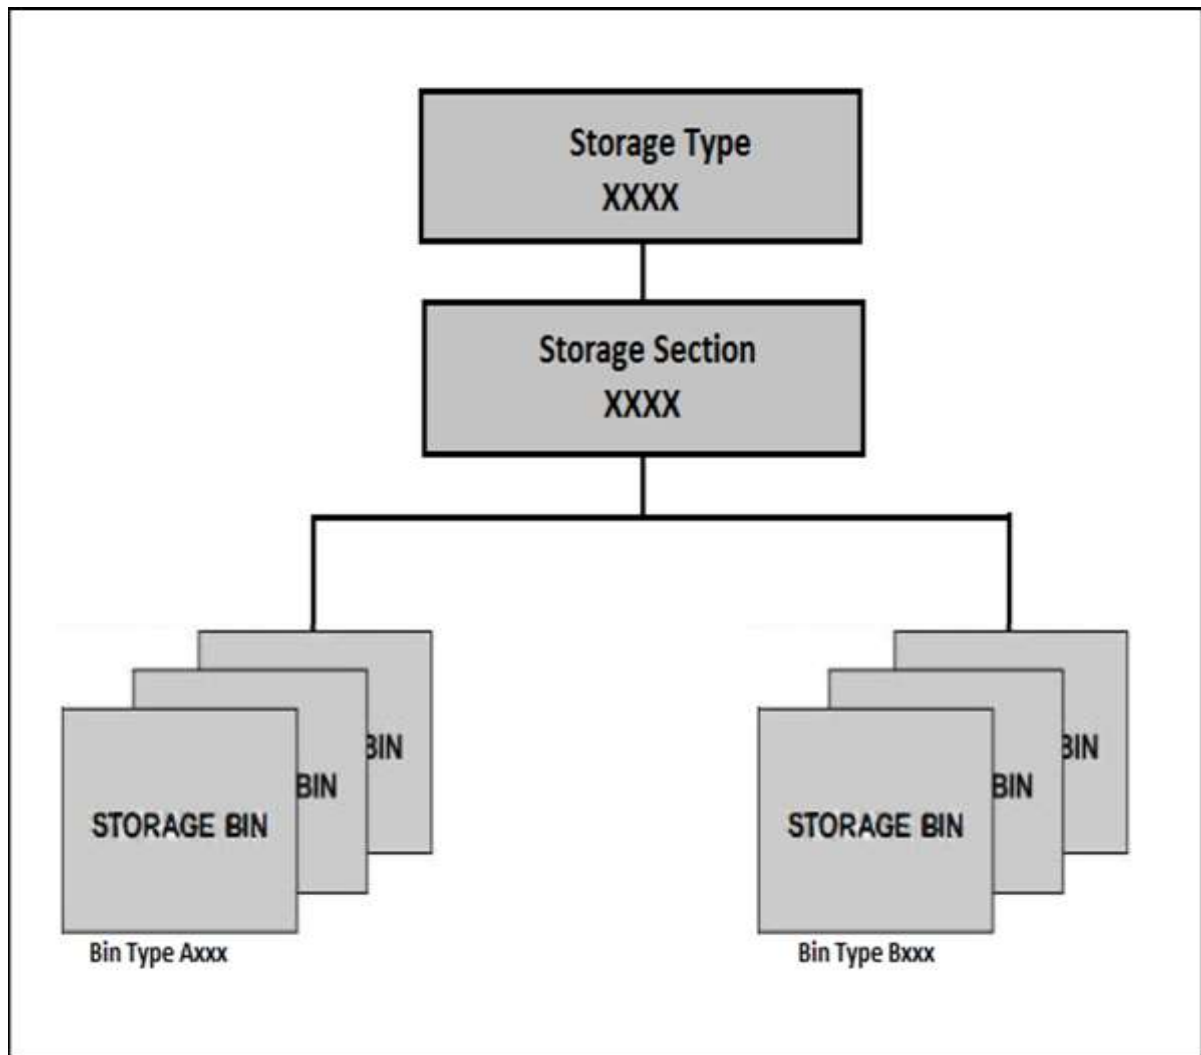 Storage Type
XXXX
Storage Section
XXXX
BIN
BIN
STORAGE BIN
Bin Type Axxx
BIN
BIN
STORAGE BIN
Bin Type Bxxx